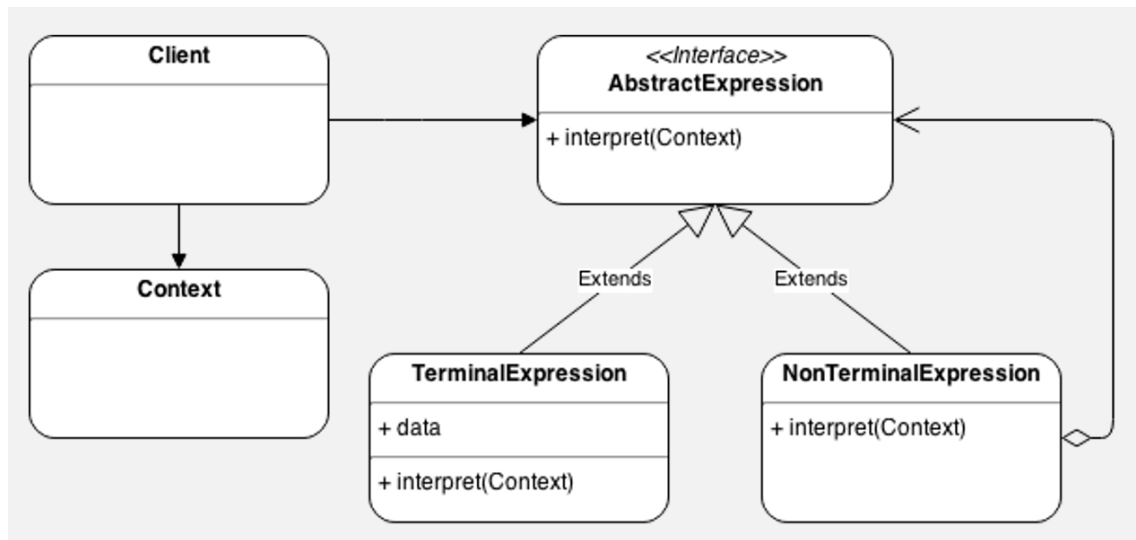 Client
<<Interface>>
AbstractExpression
+ interpret(Context)
Context
Extends
Extends
TerminalExpression
+ data
+ interpret(Context)
NonTerminalExpression
+ interpret(Context)